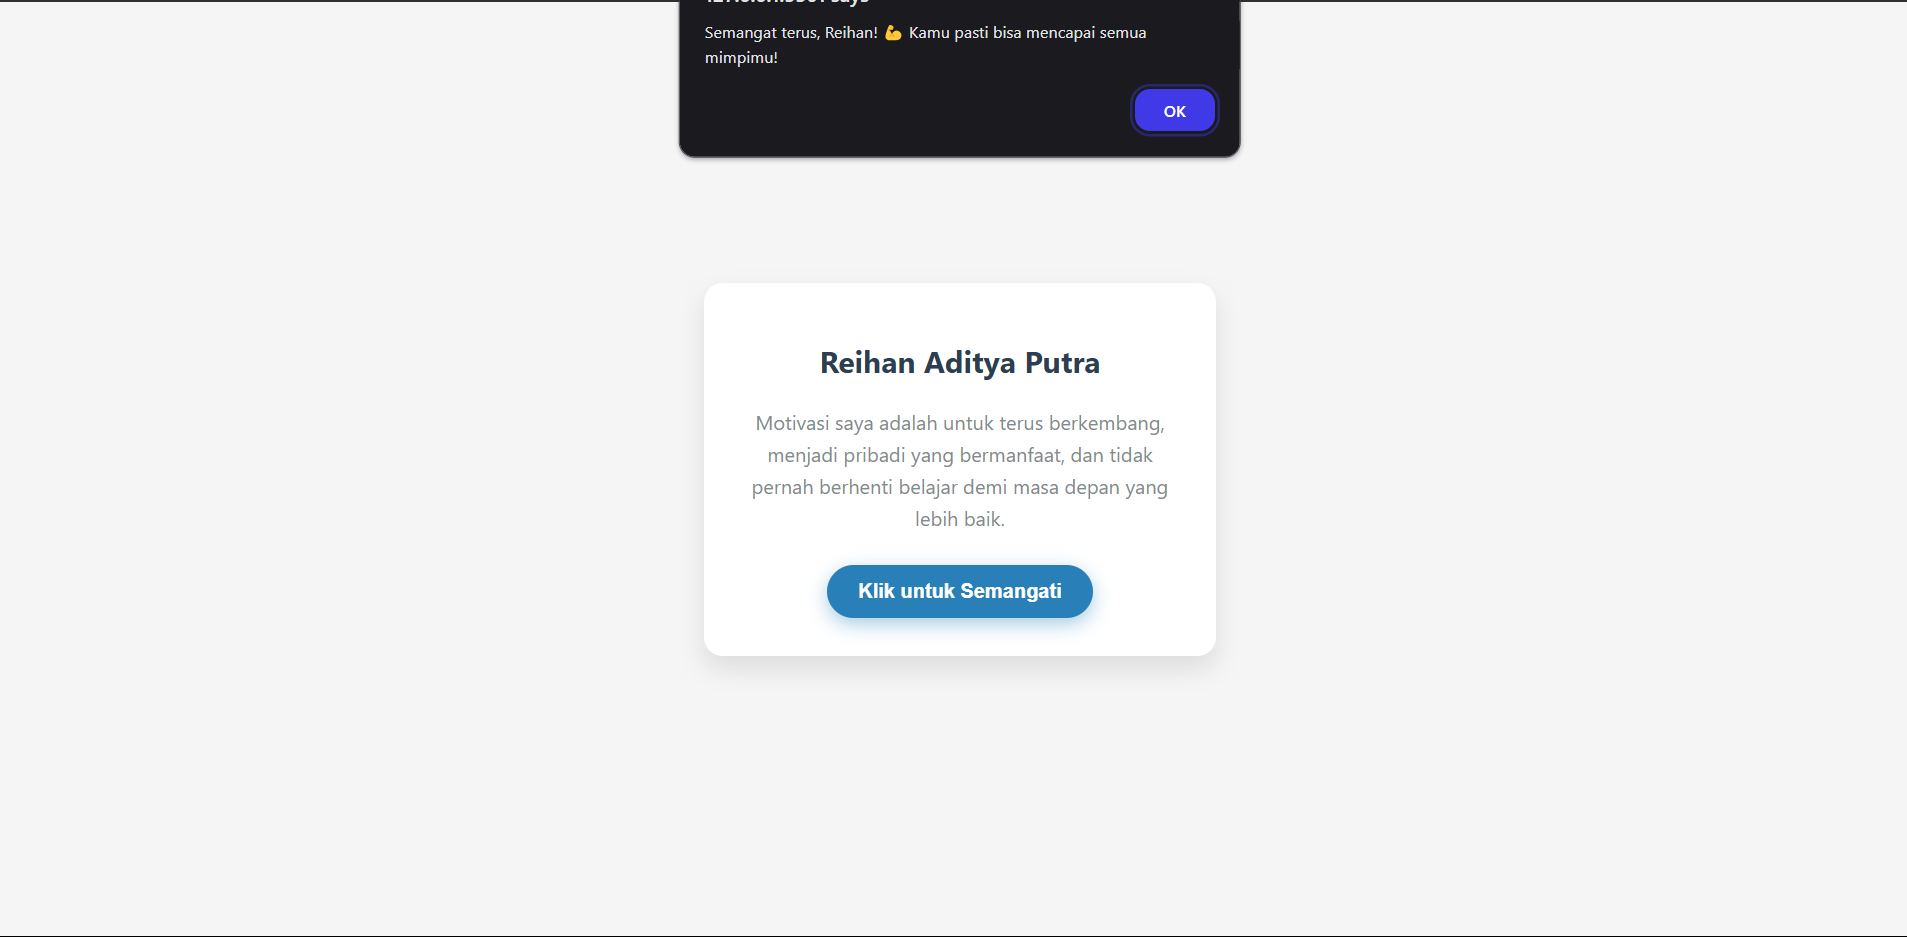 says
Semangat terus, Reihan! 💪 Kamu pasti bisa mencapai semua
mimpimu!
OK
Reihan Aditya Putra
Motivasi saya adalah untuk terus berkembang,
menjadi pribadi yang bermanfaat, dan tidak
pernah berhenti belajar demi masa depan yang
lebih baik.
Klik untuk Semangati